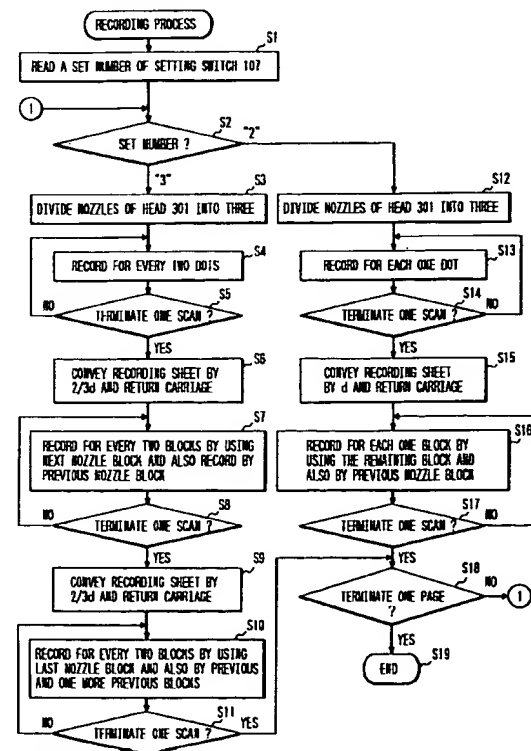 RECORDING PROCESS
S1
READ A SET NUMBER OF SETTING SWITCH 107
1
S2
SET NUMBER ?
"2"
"3"
S3
DIVIDE NOZZLES OF HEAD 301 INTO THREE
S4
RECORD FOR EVERY TWO DOTS
S5
NO
TERMINATE ONE SCAN ?
YES
S6
CONVEY RECORDING SHEET BY
2/3d AND RETURN CARRIAGE
S7
RECORD FOR EVERY TWO BLOCKS BY USING
NEXT NOZZLE BLOCK AND ALSO RECORD BY
PREVIOUS NOZZLE BLOCK
S8
NO
TERMINATE ONE SCAN ?
YES
S9
CONVEY RECORDING SHEET BY
2/3d AND RETURN CARRIAGE
S10
RECORD FOR EVERY TWO BLOCKS BY USING
LAST NOZZLE BLOCK AND ALSO BY PREVIOUS
AND ONE MORE PREVIOUS BLOCKS
S11
NO
TERMINATE ONE SCAN ?
YES
S12
DIVIDE NOZZLES OF HEAD 301 INTO THREE
S13
RECORD FOR EACH ONE DOT
S14
TERMINATE ONE SCAN ?
NO
YES
S15
CONVEY RECORDING SHEET
BY d AND RETURN CARRIAGE
S16
RECORD FOR EACH ONE BLOCK BY
USING THE REMAINING BLOCK AND
ALSO BY PREVIOUS NOZZLE BLOCK
S17
TERMINATE ONE SCAN ?
NO
YES
S18
TERMINATE ONE PAGE
?
NO
1
YES
S19
END